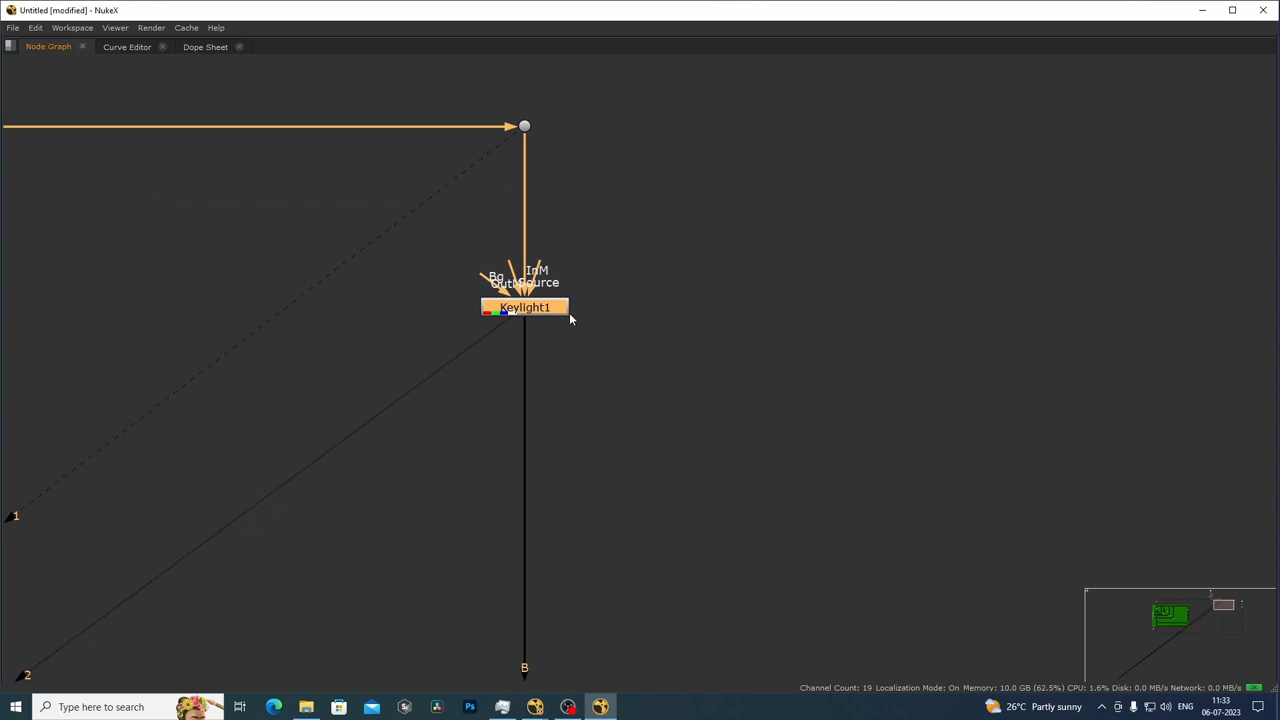 Untitled [modified] - NukeX
File Edit Workspace Viewer Render Cache Help
Node Graph Curve Editor Dope Sheet
Bg InM
Source
Keylight1
1
2
B
Channel Count: 19 Localization Mode: On Memory: 10.0 GB (62.5%) CPU: 1.6% Disk: 0.0 MB/s Network: 0.0 MB/s OK
Type here to search
Ps
26°C Partly sunny
ENG
11:33
06-07-2023